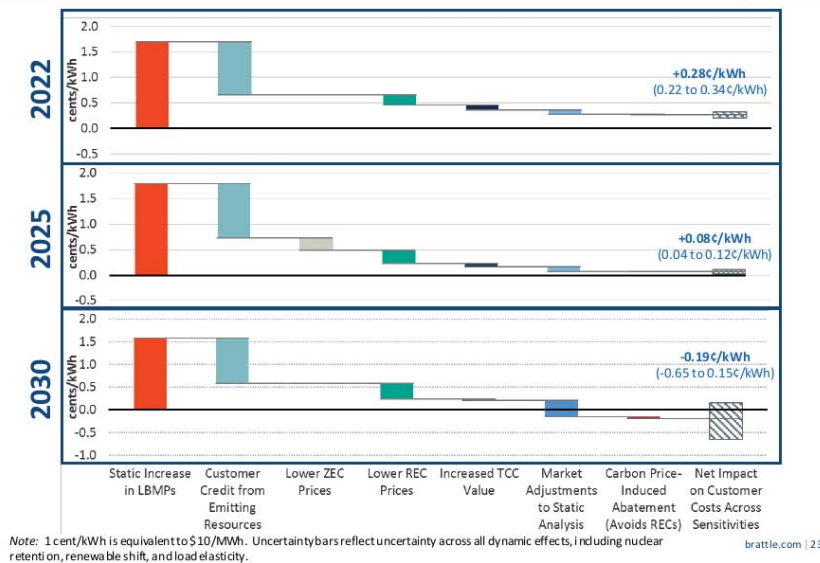 2022
cents/kWh
2.0
1.5
1.0
0.5
0.0
-0.5
+0.28¢/kWh
(0.22 to 0.34¢/kWh)
2025
cents/kWh
2.0
1.5
1.0
0.5
0.0
-0.5
+0.08¢/kWh
(0.04 to 0.12¢/kWh)
2030
cents/kWh
2.0
1.5
1.0
0.5
0.0
-0.5
-1.0
-0.19¢/kWh
(-0.65 to 0.15¢/kWh)
Static Increase
in LBMPs
Customer
Credit from
Emitting
Resources
Lower ZEC
Prices
Lower REC
Prices
Increased TCC
Value
Market
Adjustments
to Static
Analysis
Carbon Price-
Induced
Abatement
(Avoids RECs)
Net Impact
on Customer
Costs Across
Sensitivities
Note: 1 cent/kWh is equivalent to $10/MWh. Uncertainty bars reflect uncertainty across all dynamic effects, including nuclear
retention, renewable shift, and load elasticity.
brattle.com | 23